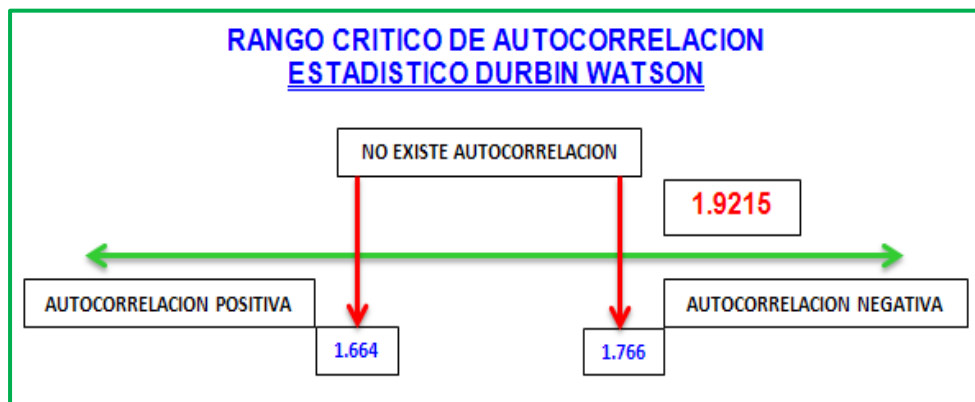 RANGO CRITICO DE AUTOCORRELACION
ESTADISTICO DURBIN WATSON
NO EXISTE AUTOCORRELACION
1.9215
AUTOCORRELACION POSITIVA
AUTOCORRELACION NEGATIVA
1.664
1.766